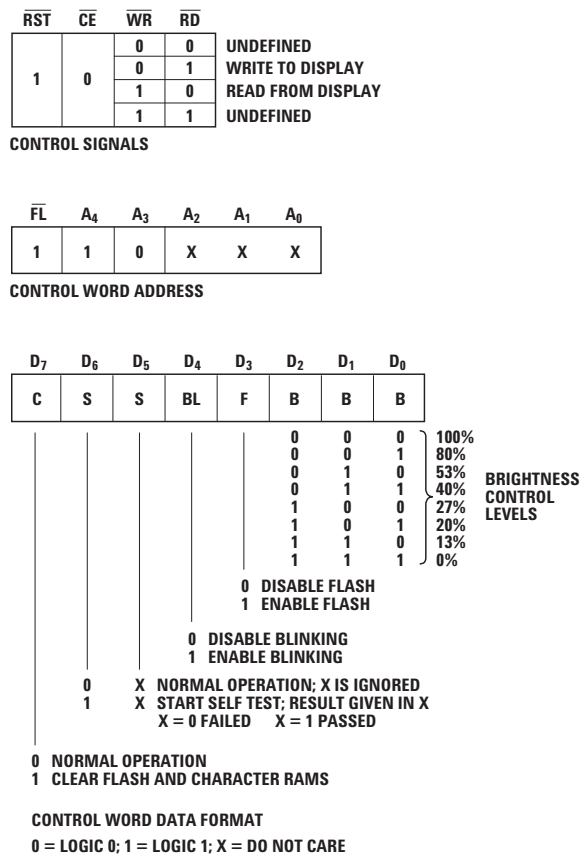 RST CE WR RD
0 0 UNDEFINED
1 0 0 1 WRITE TO DISPLAY
1 0 READ FROM DISPLAY
1 1 UNDEFINED
CONTROL SIGNALS
FL A4 A3 A2 A1 A0
1 1 0 X X X
CONTROL WORD ADDRESS
D7 D6 D5 D4 D3 D2 D1 D0
C S S BL F B B B
0 0 0 100%
0 0 1 80%
0 1 0 53%
0 1 1 40%
1 0 0 27%
1 0 1 20%
1 1 0 13%
1 1 1 0%
BRIGHTNESS
CONTROL
LEVELS
0 DISABLE FLASH
1 ENABLE FLASH
0 DISABLE BLINKING
1 ENABLE BLINKING
0 X NORMAL OPERATION; X IS IGNORED
1 X START SELF TEST; RESULT GIVEN IN X
X = 0 FAILED X = 1 PASSED
0 NORMAL OPERATION
1 CLEAR FLASH AND CHARACTER RAMS
CONTROL WORD DATA FORMAT
0 = LOGIC 0; 1 = LOGIC 1; X = DO NOT CARE